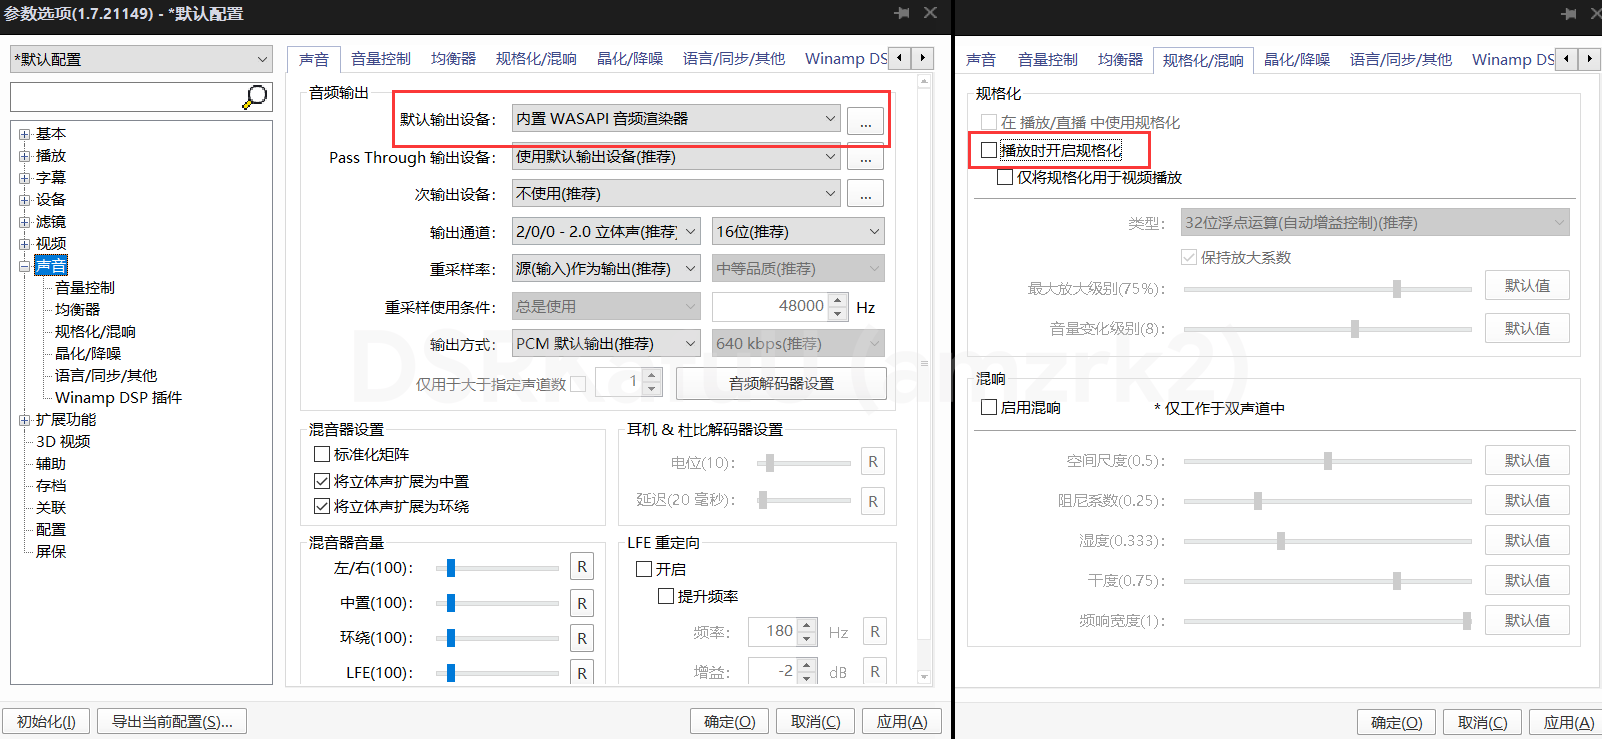 参数选项(1.7.21149) - *默认配置
*默认配置
基本
播放
字幕
设备
滤镜
视频
声音
音量控制
均衡器
规格化/混响
晶化/降噪
语言/同步/其他
Winamp DSP 插件
扩展功能
3D 视频
辅助
存档
关联
配置
屏保
初始化(I)
导出当前配置(S)...
声音 音量控制 均衡器 规格化/混响 晶化/降噪 语言/同步/其他 Winamp DS
音频输出
默认输出设备: 内置 WASAPI 音频渲染器 ...
Pass Through 输出设备: 使用默认输出设备(推荐) ...
次输出设备: 不使用(推荐) ...
输出通道: 2/0/0 - 2.0 立体声(推荐) 16位(推荐)
重采样率: 源(输入)作为输出(推荐) 中等品质(推荐)
重采样使用条件: 总是使用 48000 Hz
输出方式: PCM 默认输出(推荐) 640 kbps(推荐)
仅用于大于指定声道数 1 音频解码器设置
混音器设置
标准化矩阵
将立体声扩展为中置
将立体声扩展为环绕
耳机 & 杜比解码器设置
电位(10): R
延迟(20 毫秒): R
混音器音量
左/右(100): R
中置(100): R
环绕(100): R
LFE(100): R
LFE 重定向
开启
提升频率
频率: 180 Hz R
增益: -2 dB R
确定(O) 取消(C) 应用(A)
声音 音量控制 均衡器 规格化/混响 晶化/降噪 语言/同步/其他 Winamp DS
规格化
在 播放/直播 中使用规格化
播放时开启规格化
仅将规格化用于视频播放
类型: 32位浮点运算(自动增益控制)(推荐)
保持放大系数
最大放大级别(75%): 默认值
音量变化级别(8): 默认值
混响
启用混响 * 仅工作于双声道中
空间尺度(0.5): 默认值
阻尼系数(0.25): 默认值
湿度(0.333): 默认值
干度(0.75): 默认值
频响宽度(1): 默认值
确定(O) 取消(C) 应用(A)